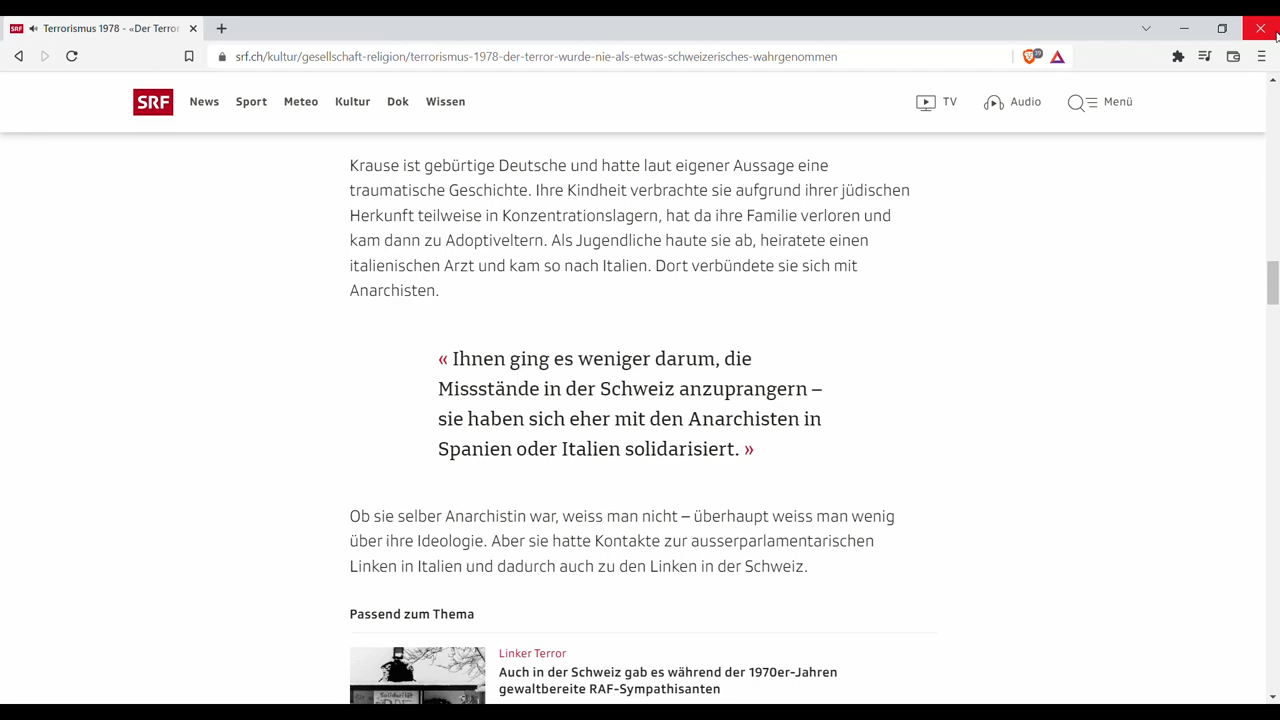 SRF Terrorismus 1978 - «Der Terror
srf.ch/kultur/gesellschaft-religion/terrorismus-1978-der-terror-wurde-nie-als-etwas-schweizerisches-wahrgenommen
SRF News Sport Meteo Kultur Dok Wissen TV Audio Menü
Krause ist gebürtige Deutsche und hatte laut eigener Aussage eine
traumatische Geschichte. Ihre Kindheit verbrachte sie aufgrund ihrer jüdischen
Herkunft teilweise in Konzentrationslagern, hat da ihre Familie verloren und
kam dann zu Adoptiveltern. Als Jugendliche haute sie ab, heiratete einen
italienischen Arzt und kam so nach Italien. Dort verbündete sie sich mit
Anarchisten.
« Ihnen ging es weniger darum, die
Missstände in der Schweiz anzuprangern –
sie haben sich eher mit den Anarchisten in
Spanien oder Italien solidarisiert. »
Ob sie selber Anarchistin war, weiss man nicht – überhaupt weiss man wenig
über ihre Ideologie. Aber sie hatte Kontakte zur ausserparlamentarischen
Linken in Italien und dadurch auch zu den Linken in der Schweiz.
Passend zum Thema
Linker Terror
Auch in der Schweiz gab es während der 1970er-Jahren
gewaltbereite RAF-Sympathisanten
Solidarität